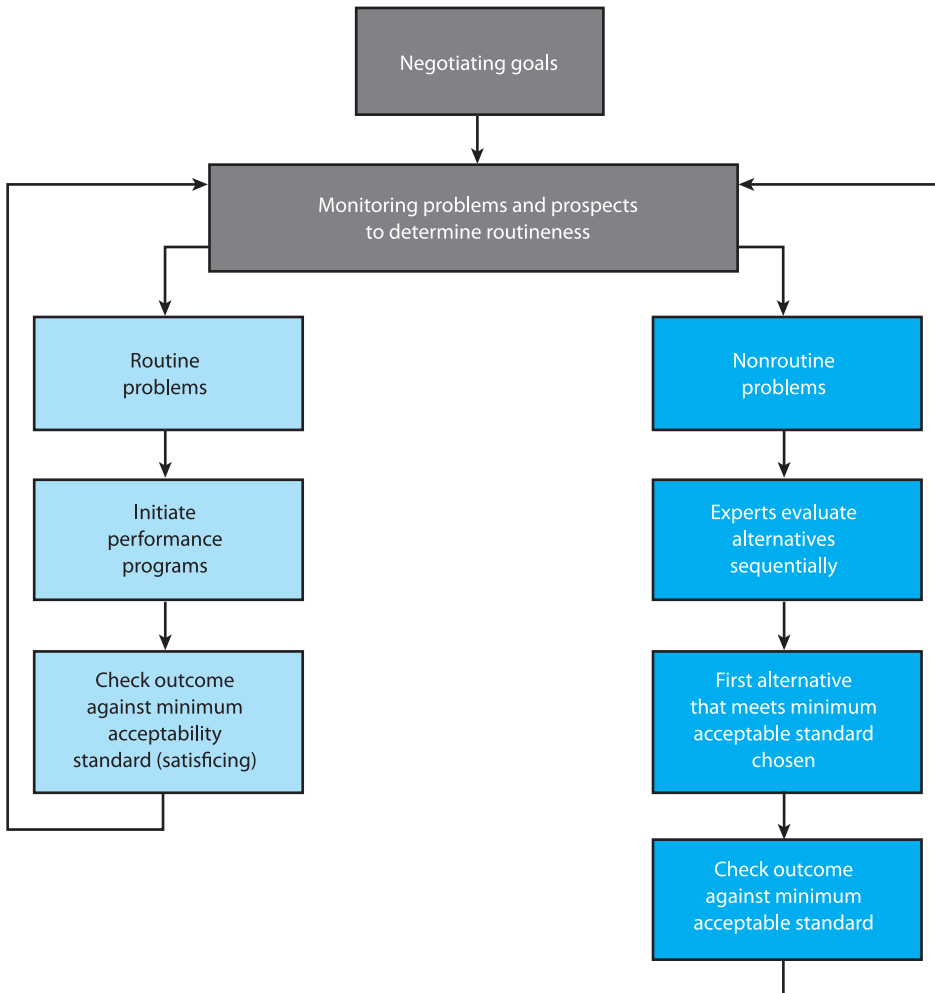 Negotiating goals
Monitoring problems and prospects
to determine routineness
Routine
problems
Initiate
performance
programs
Check outcome
against minimum
acceptability
standard (satisficing)
Nonroutine
problems
Experts evaluate
alternatives
sequentially
First alternative
that meets minimum
acceptable standard
chosen
Check outcome
against minimum
acceptable standard